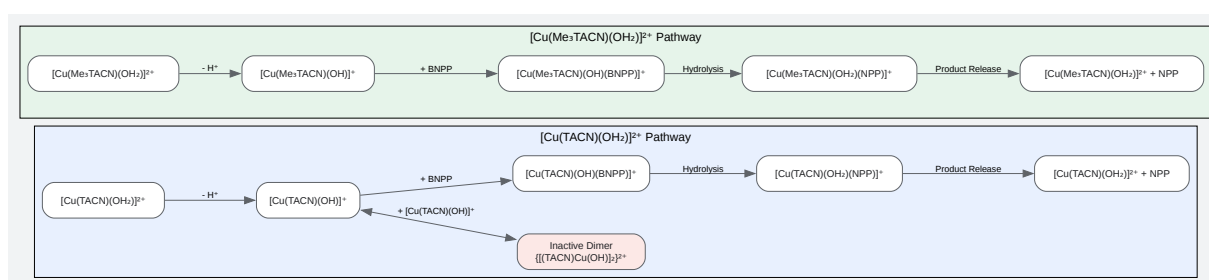 [Cu(Me₃TACN)(OH₂)]²⁺ Pathway
[Cu(Me₃TACN)(OH₂)]²⁺
- H⁺
[Cu(Me₃TACN)(OH)]⁺
+ BNPP
[Cu(Me₃TACN)(OH)(BNPP)]⁺
Hydrolysis
[Cu(Me₃TACN)(OH₂)(NPP)]⁺
Product Release
[Cu(Me₃TACN)(OH₂)]²⁺ + NPP
[Cu(TACN)(OH₂)]²⁺ Pathway
[Cu(TACN)(OH₂)]²⁺
- H⁺
[Cu(TACN)(OH)]⁺
+ BNPP
[Cu(TACN)(OH)(BNPP)]⁺
Hydrolysis
[Cu(TACN)(OH₂)(NPP)]⁺
Product Release
[Cu(TACN)(OH₂)]²⁺ + NPP
+ [Cu(TACN)(OH)]⁺
Inactive Dimer
{[(TACN)Cu(OH)]₂}²⁺